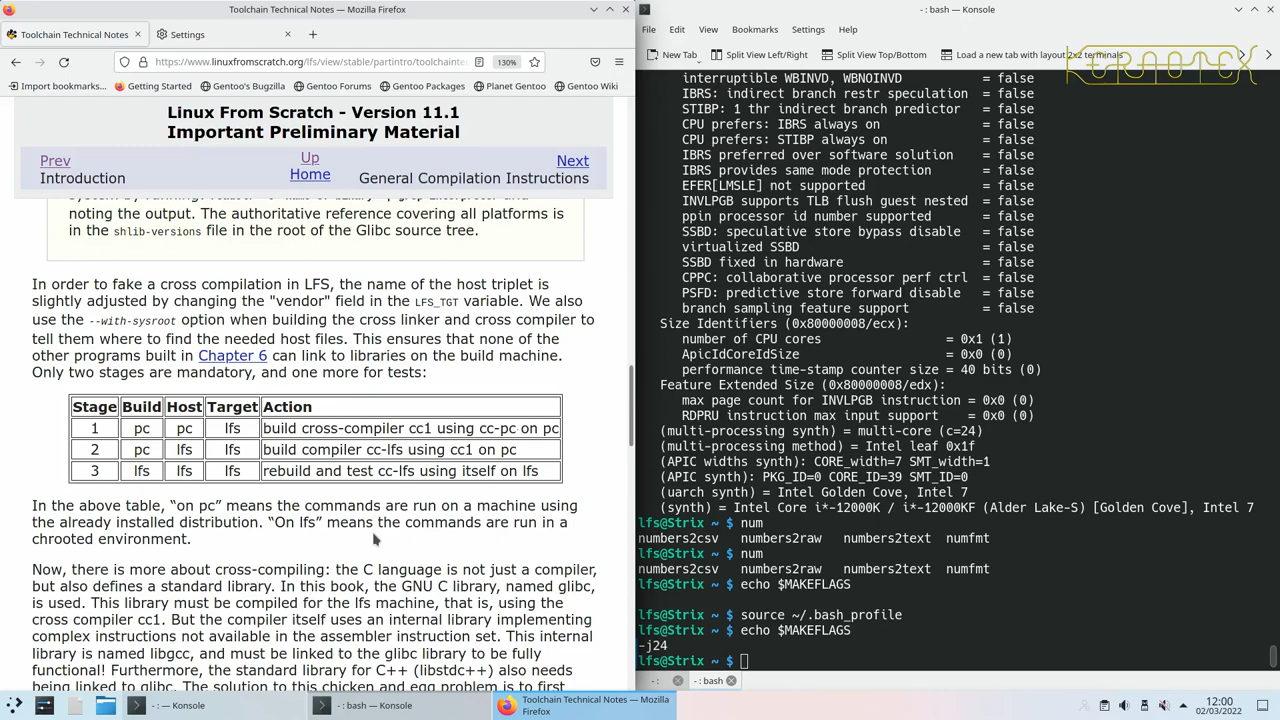 Toolchain Technical Notes — Mozilla Firefox
Toolchain Technical Notes
Settings
https://www.linuxfromscratch.org/lfs/view/stable/partintro/toolchainte
130%
Import bookmarks...
Getting Started
Gentoo's Bugzilla
Gentoo Forums
Gentoo Packages
Planet Gentoo
Gentoo Wiki
Linux From Scratch - Version 11.1
Important Preliminary Material
Prev
Up
Next
Introduction
Home
General Compilation Instructions
noting the output. The authoritative reference covering all platforms is
in the shlib-versions file in the root of the Glibc source tree.
In order to fake a cross compilation in LFS, the name of the host triplet is
slightly adjusted by changing the "vendor" field in the LFS_TGT variable. We also
use the --with-sysroot option when building the cross linker and cross compiler to
tell them where to find the needed host files. This ensures that none of the
other programs built in Chapter 6 can link to libraries on the build machine.
Only two stages are mandatory, and one more for tests:
Stage Build Host Target Action
1 pc pc lfs build cross-compiler cc1 using cc-pc on pc
2 pc lfs lfs build compiler cc-lfs using cc1 on pc
3 lfs lfs lfs rebuild and test cc-lfs using itself on lfs
In the above table, “on pc” means the commands are run on a machine using
the already installed distribution. “On lfs” means the commands are run in a
chrooted environment.
Now, there is more about cross-compiling: the C language is not just a compiler,
but also defines a standard library. In this book, the GNU C library, named glibc,
is used. This library must be compiled for the lfs machine, that is, using the
cross compiler cc1. But the compiler itself uses an internal library implementing
complex instructions not available in the assembler instruction set. This internal
library is named libgcc, and must be linked to the glibc library to be fully
functional! Furthermore, the standard library for C++ (libstdc++) also needs
being linked to glibc. The solution to this chicken and egg problem is to first
- : bash — Konsole
File Edit View Bookmarks Settings Help
New Tab
Split View Left/Right
Split View Top/Bottom
Load a new tab with layout 2x2 terminals
KERNOTEX
interruptible WBINVD, WBNOINVD = false
IBRS: indirect branch restr speculation = false
STIBP: 1 thr indirect branch predictor = false
CPU prefers: IBRS always on = false
CPU prefers: STIBP always on = false
IBRS preferred over software solution = false
IBRS provides same mode protection = false
EFER[LMSLE] not supported = false
INVLPGB supports TLB flush guest nested = false
ppin processor id number supported = false
SSBD: speculative store bypass disable = false
virtualized SSBD = false
SSBD fixed in hardware = false
CPPC: collaborative processor perf ctrl = false
PSFD: predictive store forward disable = false
branch sampling feature support = false
Size Identifiers (0x80000008/ecx):
number of CPU cores = 0x1 (1)
ApicIdCoreIdSize = 0x0 (0)
performance time-stamp counter size = 40 bits (0)
Feature Extended Size (0x80000008/edx):
max page count for INVLPGB instruction = 0x0 (0)
RDPRU instruction max input support = 0x0 (0)
(multi-processing synth) = multi-core (c=24)
(multi-processing method) = Intel leaf 0x1f
(APIC widths synth): CORE_width=7 SMT_width=1
(APIC synth): PKG_ID=0 CORE_ID=39 SMT_ID=0
(uarch synth) = Intel Golden Cove, Intel 7
(synth) = Intel Core i*-12000K / i*-12000KF (Alder Lake-S) [Golden Cove], Intel 7
lfs@Strix ~ $ num
numbers2csv numbers2raw numbers2text numfmt
lfs@Strix ~ $ num
numbers2csv numbers2raw numbers2text numfmt
lfs@Strix ~ $ echo $MAKEFLAGS
lfs@Strix ~ $ source ~/.bash_profile
lfs@Strix ~ $ echo $MAKEFLAGS
-j24
lfs@Strix ~ $
- :
- : bash
- : — Konsole
- : bash — Konsole
Toolchain Technical Notes — Mozilla Firefox
12:00
02/03/2022